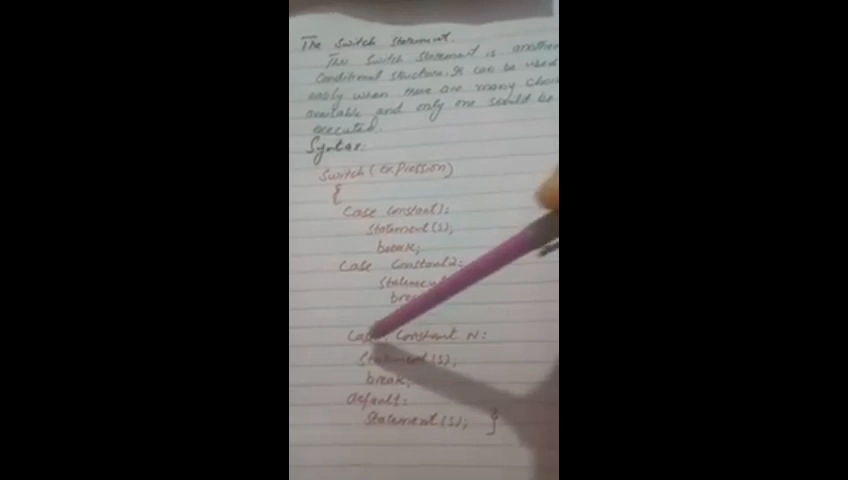 The Switch Statement.
The Switch Statement is another
Conditional Structure. It can be used
easily when there are many
available and only one should be
executed.
Syntax:
Switch (expression)
{
Case Constant1:
Statement(s);
break;
Case Constant2:
Case Constant N:
Statement(s);
break;
default:
Statement(s); }